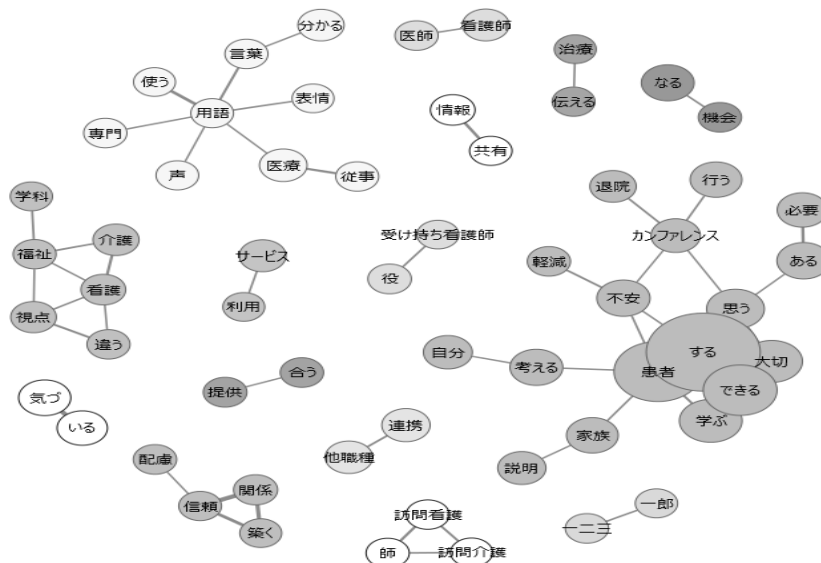 分かる
言葉
使う
用語
表情
専門
声
医療
従事
医師
看護師
治療
伝える
なる
機会
情報
共有
退院
行う
必要
カンファレンス
ある
軽減
不安
思う
する
患者
大切
できる
学ぶ
自分
考える
家族
説明
学科
福祉
介護
看護
視点
違う
サービス
利用
受け持ち看護師
役
提供
合う
気づ
いる
連携
他職種
配慮
関係
信頼
築く
訪問看護
師
訪問介護
一郎
一二三